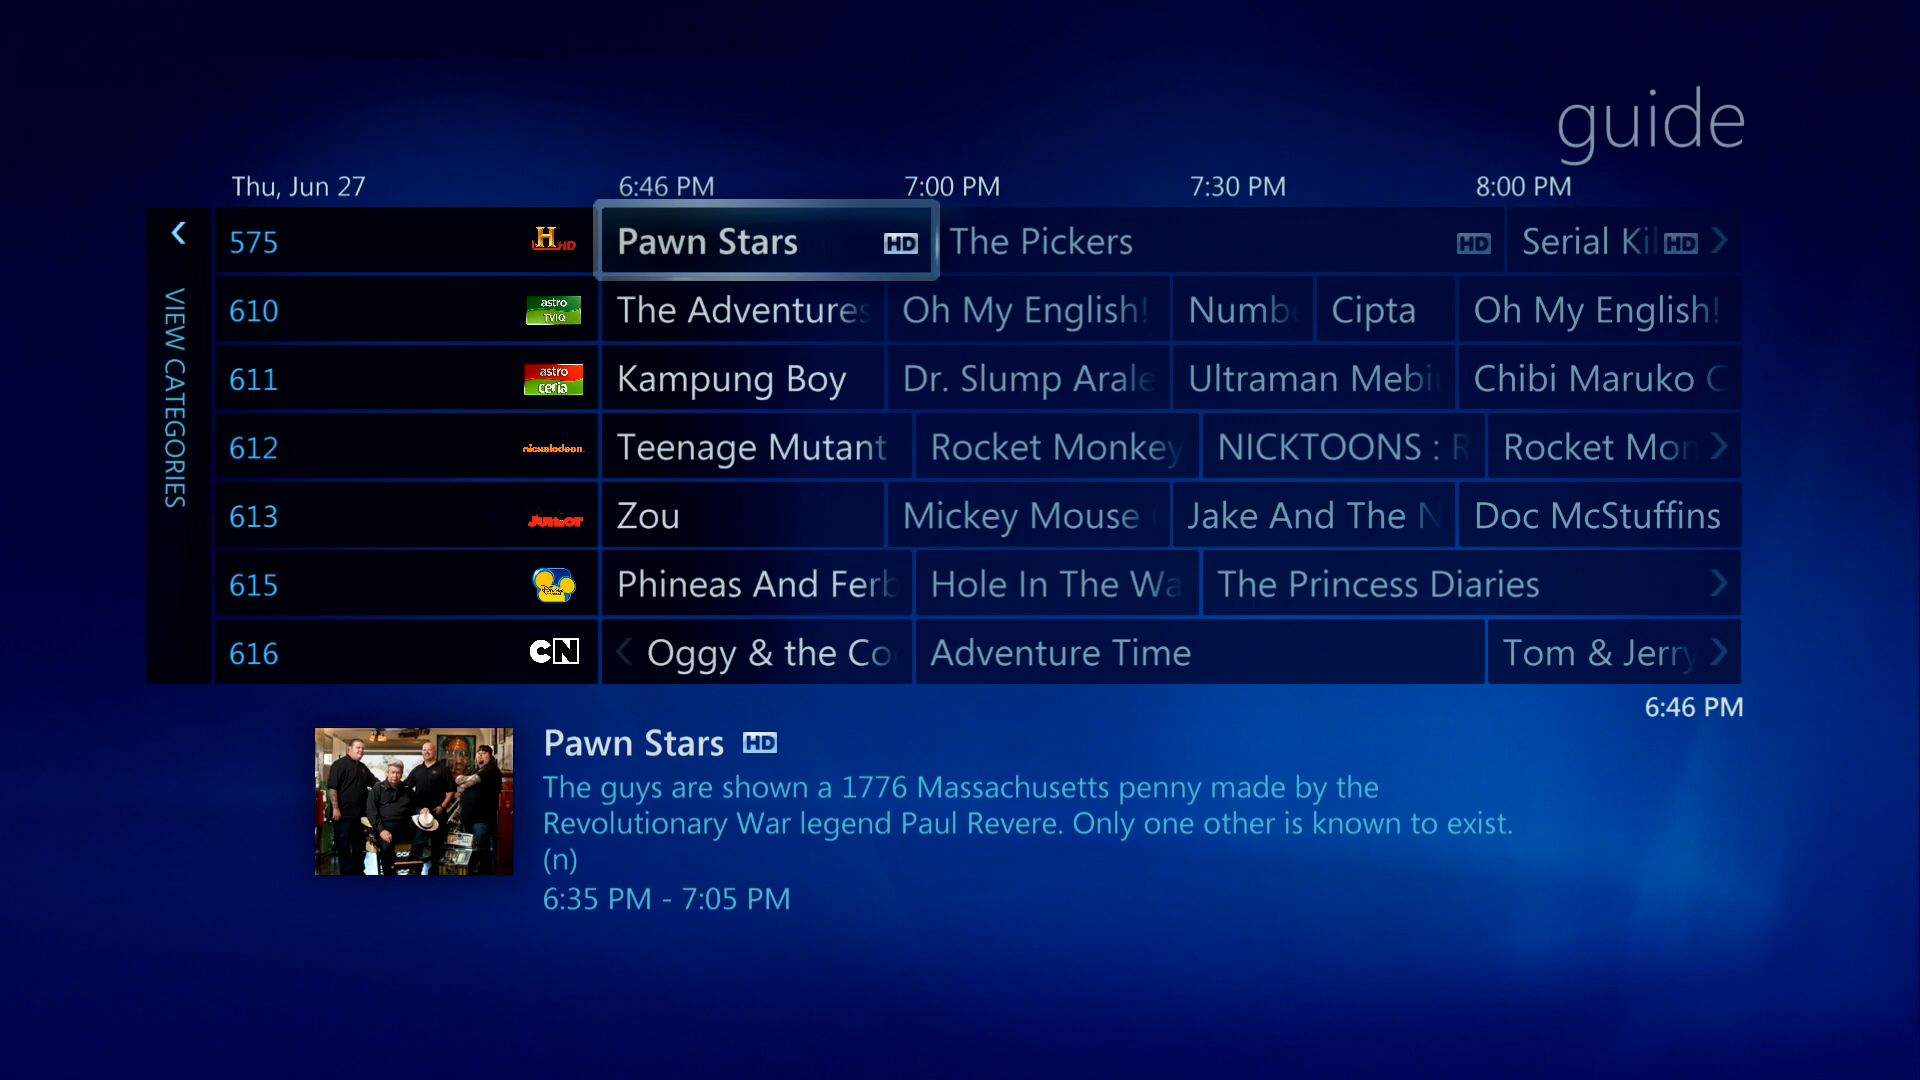 guide
Thu, Jun 27 6:46 PM 7:00 PM 7:30 PM 8:00 PM
VIEW CATEGORIES
575 H HD Pawn Stars HD The Pickers HD Serial Kil HD
610 astro TVIQ The Adventures Oh My English! Numbe Cipta Oh My English!
611 astro ceria Kampung Boy Dr. Slump Arale Ultraman Mebi Chibi Maruko C
612 nickelodeon Teenage Mutant Rocket Monkey NICKTOONS : R Rocket Mon
613 Junior Zou Mickey Mouse Jake And The N Doc McStuffins
615 Phineas And Ferb Hole In The Wa The Princess Diaries
616 CN Oggy & the Co Adventure Time Tom & Jerry
6:46 PM
Pawn Stars HD
The guys are shown a 1776 Massachusetts penny made by the
Revolutionary War legend Paul Revere. Only one other is known to exist.
(n)
6:35 PM - 7:05 PM